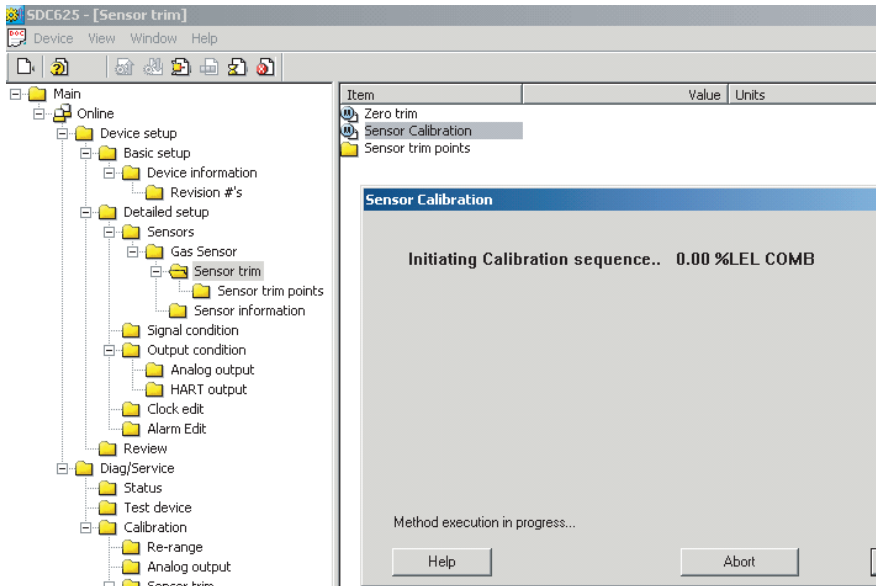 SDC625 - [Sensor trim]
DOC
Device View Window Help
Main
Online
Device setup
Basic setup
Device information
Revision #'s
Detailed setup
Sensors
Gas Sensor
Sensor trim
Sensor trim points
Sensor information
Signal condition
Output condition
Analog output
HART output
Clock edit
Alarm Edit
Review
Diag/Service
Status
Test device
Calibration
Re-range
Analog output
Sensor trim
Item Value Units
Zero trim
Sensor Calibration
Sensor trim points
Sensor Calibration
Initiating Calibration sequence.. 0.00 %LEL COMB
Method execution in progress...
Help Abort